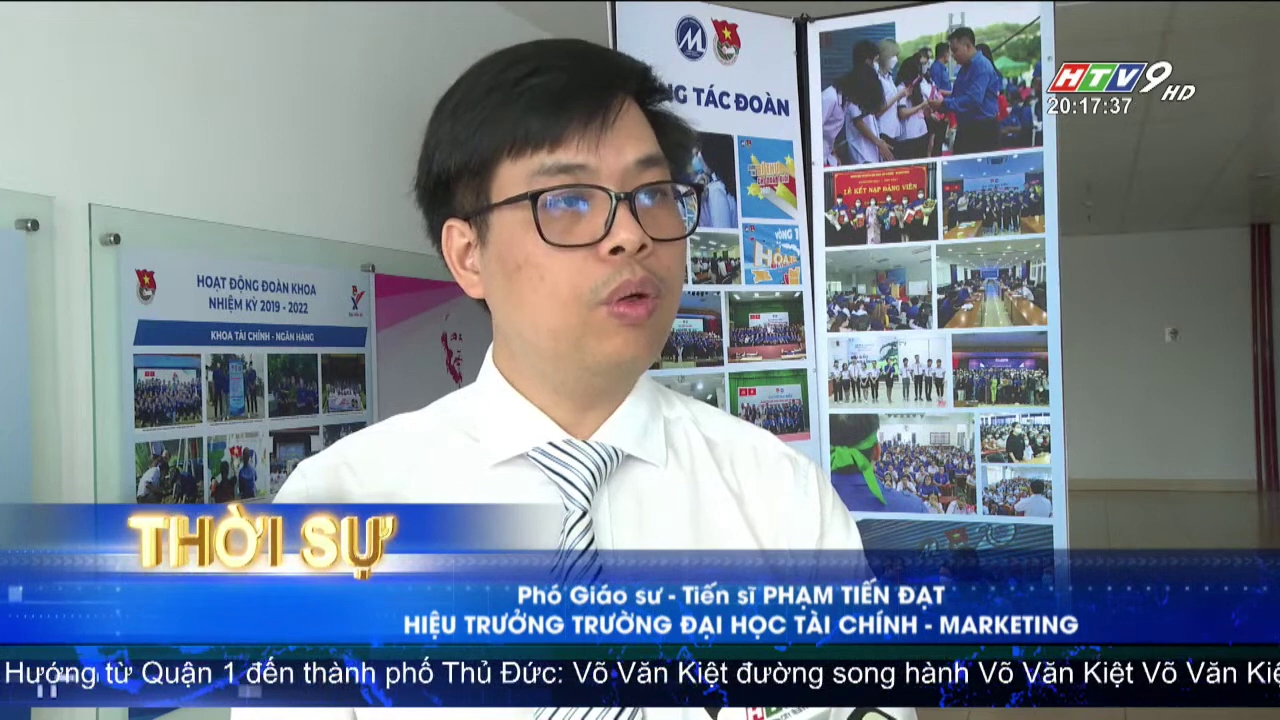 HTV9 HD
20:17:37
NG TÁC ĐOÀN
LỄ KẾT NẠP ĐẢNG VIÊN
HOẠT ĐỘNG ĐOÀN KHOA
NHIỆM KỲ 2019 - 2022
KHOA TÀI CHÍNH - NGÂN HÀNG
THỜI SỰ
Phó Giáo sư - Tiến sĩ PHẠM TIẾN ĐẠT
HIỆU TRƯỞNG TRƯỜNG ĐẠI HỌC TÀI CHÍNH - MARKETING
Hướng từ Quận 1 đến thành phố Thủ Đức: Võ Văn Kiệt đường song hành Võ Văn Kiệt Võ Văn Kiệ
HTV